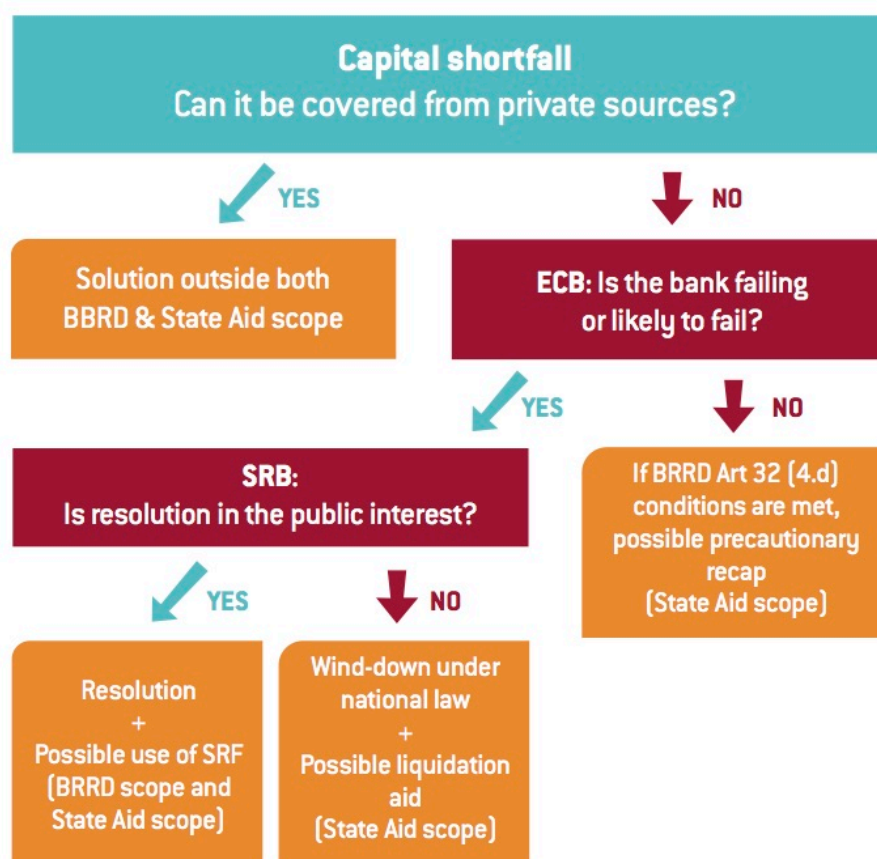 Capital shortfall
Can it be covered from private sources?
YES
NO
Solution outside both
BBRD & State Aid scope
ECB: Is the bank failing
or likely to fail?
YES
NO
SRB:
Is resolution in the public interest?
If BRRD Art 32 (4.d)
conditions are met,
possible precautionary
recap
(State Aid scope)
YES
NO
Resolution
+
Possible use of SRF
(BRRD scope and
State Aid scope)
Wind-down under
national law
+
Possible liquidation
aid
(State Aid scope)